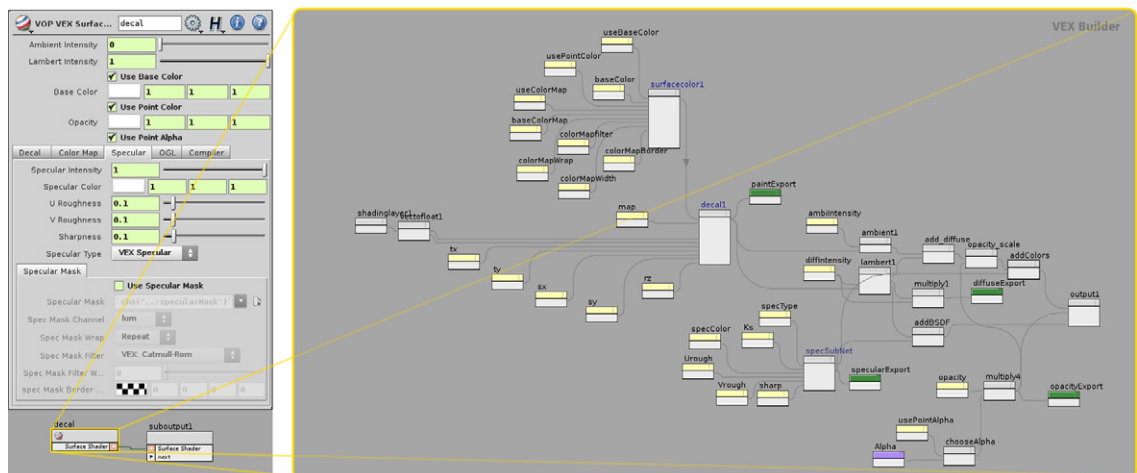 VOP VEX Surfac... decal
Ambient Intensity 0
Lambert Intensity 1
Use Base Color
Base Color 1 1 1
Use Point Color
Opacity 1 1 1
Use Point Alpha
Decal Color Map Specular OGL Compiler
Specular Intensity 1
Specular Color 1 1 1
U Roughness 0.1
V Roughness 0.1
Sharpness 0.1
Specular Type VEX Specular
Specular Mask
Use Specular Mask
Specular Mask
Spec Mask Channel lum
Spec Mask Wrap Repeat
Spec Mask Filter VEX: Catmull-Rom
Spec Mask Filter W... 0
spec Mask Border ... 0 0 0 0
decal
Surface Shader
suboutput1
Surface Shader
next
VEX Builder
useBaseColor
usePointColor
baseColor
surfacecolor1
useColorMap
baseColorMap
colorMapfilter
colorMapBorder
colorMapWrap
colorMapWidth
paintExport
map
decal1
vectofloat1
tx
ty
sx
sy
rz
ambiIntensity
ambient1
add_diffuse
opacity_scale
addColors
diffIntensity
lambert1
multiply1
diffuseExport
output1
addBSDF
specType
specColor
Ks
specSubNet
Urough
Vrough
sharp
specularExport
opacity
multiply4
opacityExport
usePointAlpha
chooseAlpha
Alpha